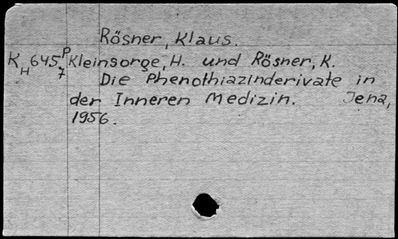 Rösner, Klaus.
K H 645 P 7 Kleinsorge, H. und Rösner, K.
Die Phenothiazinderivate in
der Inneren Medizin. Jena,
1956.